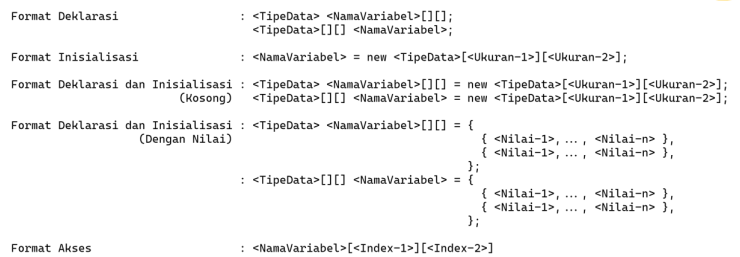 Format Deklarasi : <TipeData> <NamaVariabel>[][];
<TipeData>[][] <NamaVariabel>;
Format Inisialisasi : <NamaVariabel> = new <TipeData>[<Ukuran-1>][<Ukuran-2>];
Format Deklarasi dan Inisialisasi : <TipeData> <NamaVariabel>[][] = new <TipeData>[<Ukuran-1>][<Ukuran-2>];
(Kosong) <TipeData>[][] <NamaVariabel> = new <TipeData>[<Ukuran-1>][<Ukuran-2>];
Format Deklarasi dan Inisialisasi : <TipeData> <NamaVariabel>[][] = {
(Dengan Nilai) { <Nilai-1>, ... , <Nilai-n> },
{ <Nilai-1>, ... , <Nilai-n> },
};
: <TipeData>[][] <NamaVariabel> = {
{ <Nilai-1>, ... , <Nilai-n> },
{ <Nilai-1>, ... , <Nilai-n> },
};
Format Akses : <NamaVariabel>[<Index-1>][<Index-2>]